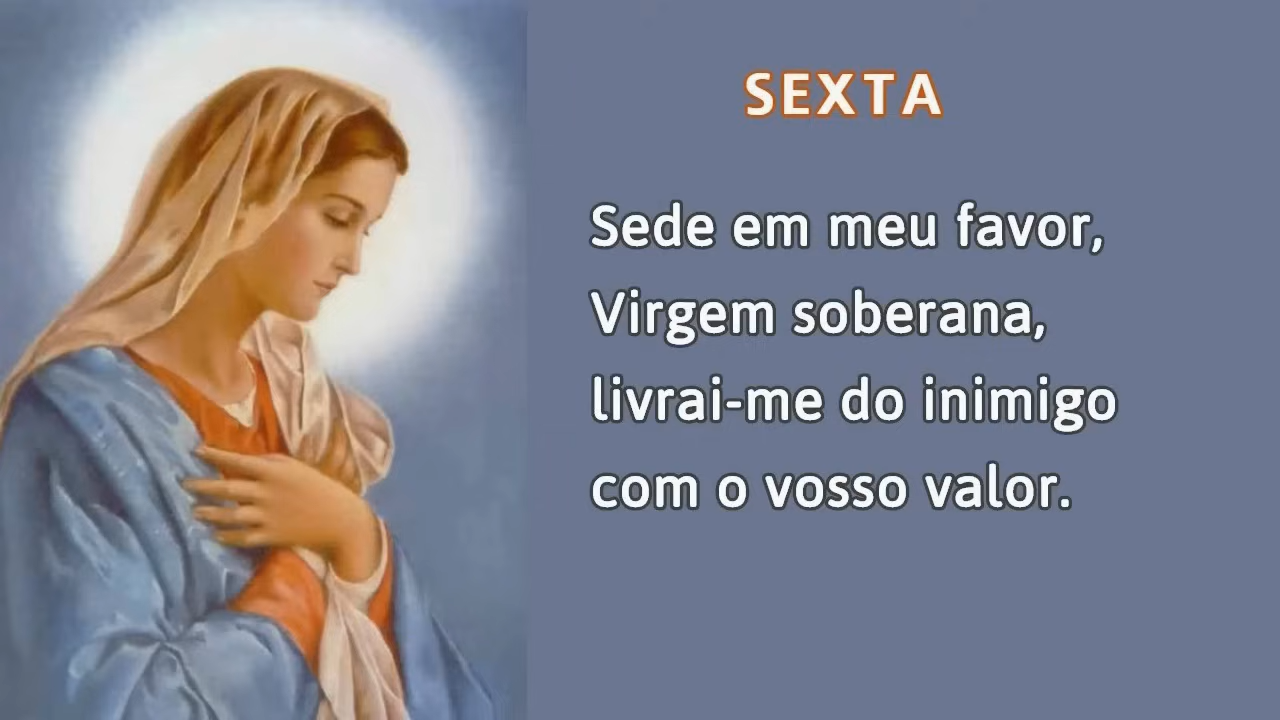 SEXTA
Sede em meu favor,
Virgem soberana,
livrai-me do inimigo
com o vosso valor.